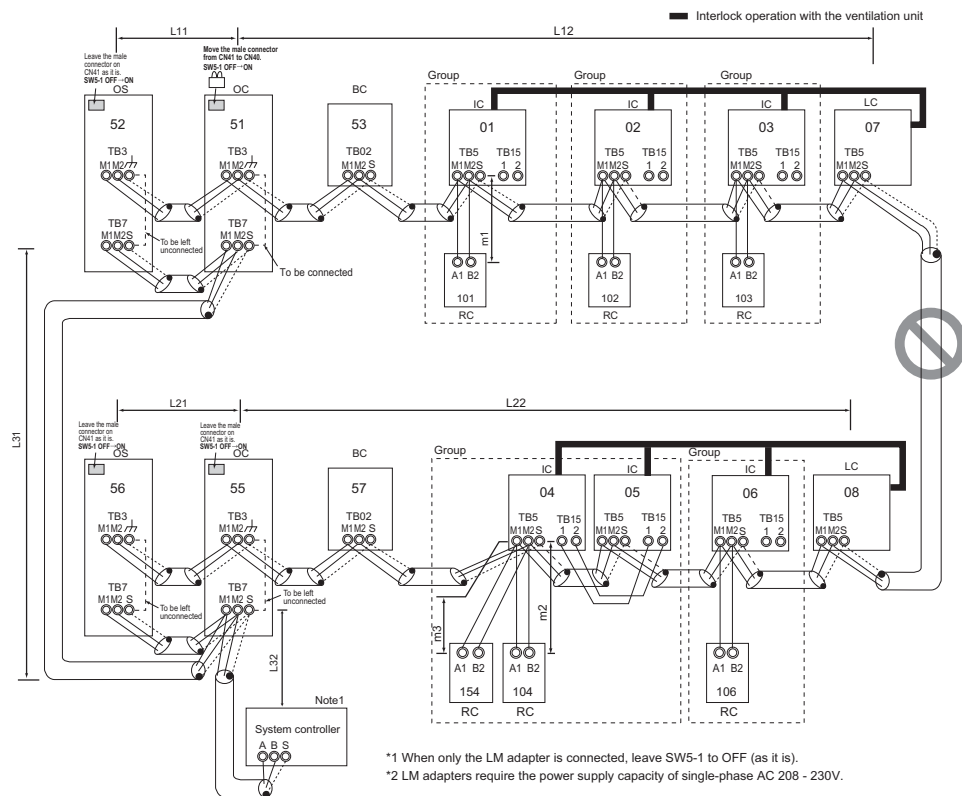 Interlock operation with the ventilation unit
L11
L12
Leave the male
connector on
CN41 as it is.
SW5-1 OFF→ON
Move the male connector
from CN41 to CN40.
SW5-1 OFF→ON
OS
OC
BC
Group
Group
Group
IC
IC
IC
LC
52
51
53
01
02
03
07
TB3
TB3
TB02
TB5 TB15
TB5 TB15
TB5 TB15
TB5
M1M2
M1M2
M1M2 S
M1M2S 1 2
M1M2S 1 2
M1M2S 1 2
M1M2S
TB7
TB7
M1M2S
M1M2S
To be left
unconnected
To be connected
m1
A1 B2
A1 B2
A1 B2
101
102
103
RC
RC
RC
L31
L21
L22
Leave the male
connector on
CN41 as it is.
SW5-1 OFF→ON
Leave the male
connector on
CN41 as it is.
SW5-1 OFF→ON
OS
OC
BC
Group
Group
IC
IC
IC
LC
56
55
57
04
05
06
08
TB3
TB3
TB02
TB5 TB15
TB5 TB15
TB5 TB15
TB5
M1M2
M1M2
M1M2 S
M1M2S 1 2
M1M2S 1 2
M1M2S 1 2
M1M2S
TB7
TB7
M1M2 S
M1M2 S
To be left
unconnected
To be left
unconnected
m3
m2
L32
A1 B2
A1 B2
A1 B2
154
104
106
RC
RC
RC
Note1
System controller
A B S
*1 When only the LM adapter is connected, leave SW5-1 to OFF (as it is).
*2 LM adapters require the power supply capacity of single-phase AC 208 - 230V.